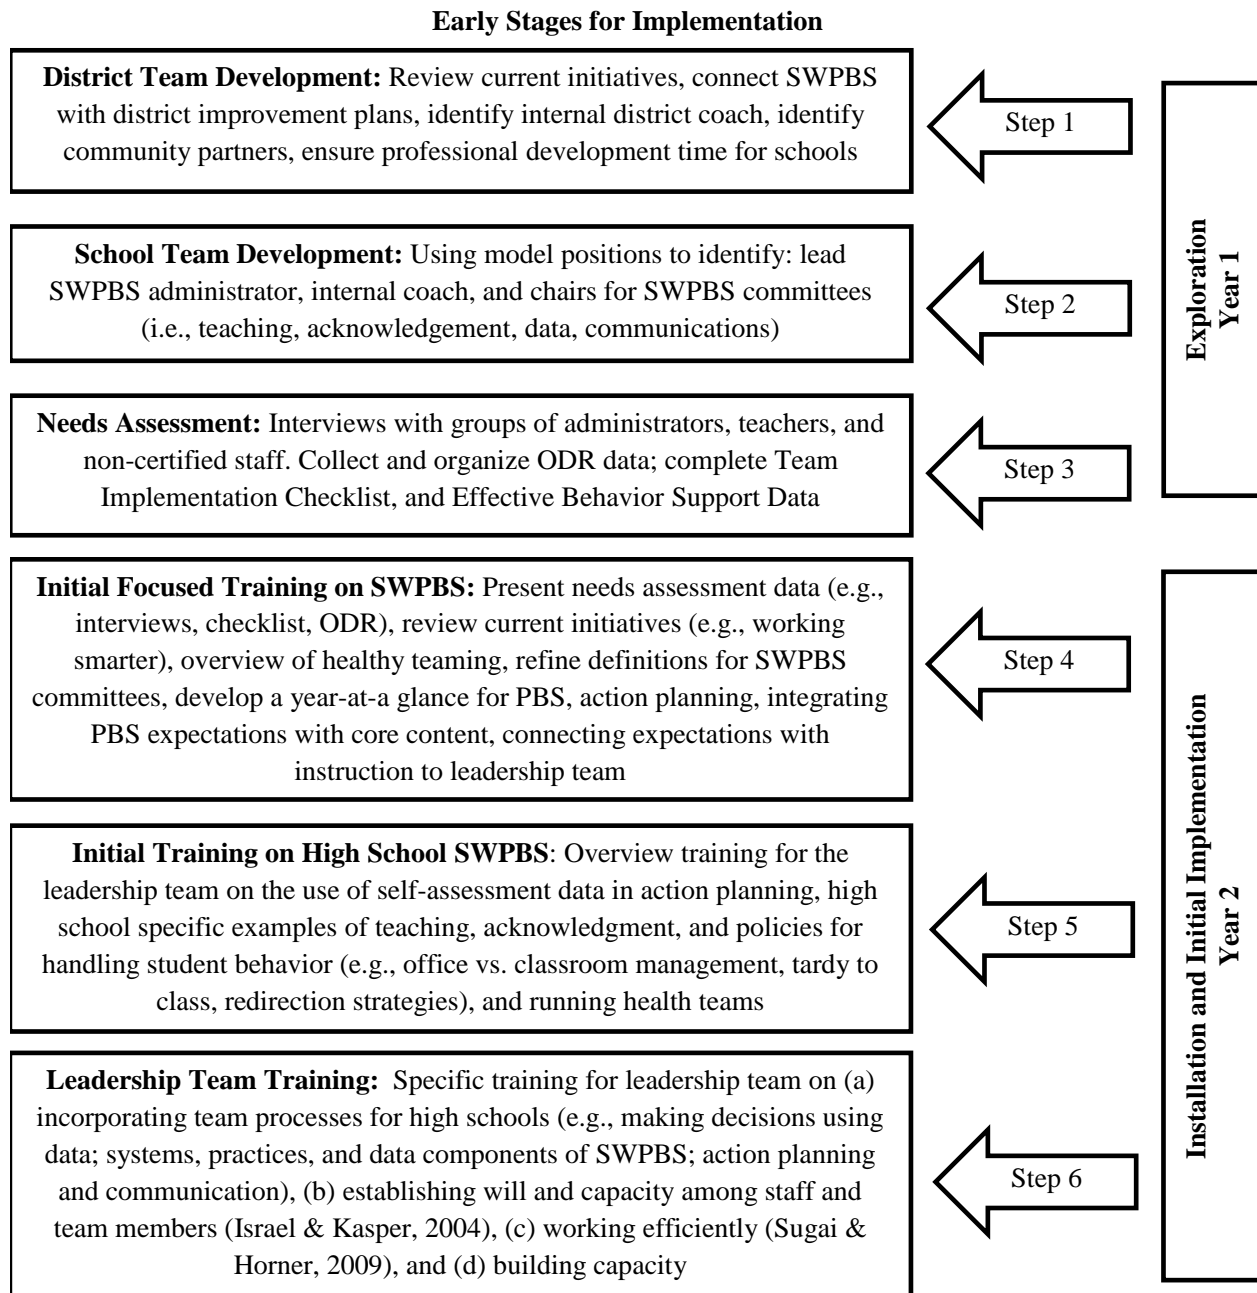 Early Stages for Implementation
District Team Development: Review current initiatives, connect SWPBS
with district improvement plans, identify internal district coach, identify
community partners, ensure professional development time for schools
Step 1
School Team Development: Using model positions to identify: lead
SWPBS administrator, internal coach, and chairs for SWPBS committees
(i.e., teaching, acknowledgement, data, communications)
Step 2
Needs Assessment: Interviews with groups of administrators, teachers, and
non-certified staff. Collect and organize ODR data; complete Team
Implementation Checklist, and Effective Behavior Support Data
Step 3
Exploration
Year 1
Initial Focused Training on SWPBS: Present needs assessment data (e.g.,
interviews, checklist, ODR), review current initiatives (e.g., working
smarter), overview of healthy teaming, refine definitions for SWPBS
committees, develop a year-at-a glance for PBS, action planning, integrating
PBS expectations with core content, connecting expectations with
instruction to leadership team
Step 4
Initial Training on High School SWPBS: Overview training for the
leadership team on the use of self-assessment data in action planning, high
school specific examples of teaching, acknowledgment, and policies for
handling student behavior (e.g., office vs. classroom management, tardy to
class, redirection strategies), and running health teams
Step 5
Leadership Team Training: Specific training for leadership team on (a)
incorporating team processes for high schools (e.g., making decisions using
data; systems, practices, and data components of SWPBS; action planning
and communication), (b) establishing will and capacity among staff and
team members (Israel & Kasper, 2004), (c) working efficiently (Sugai &
Horner, 2009), and (d) building capacity
Step 6
Installation and Initial Implementation
Year 2